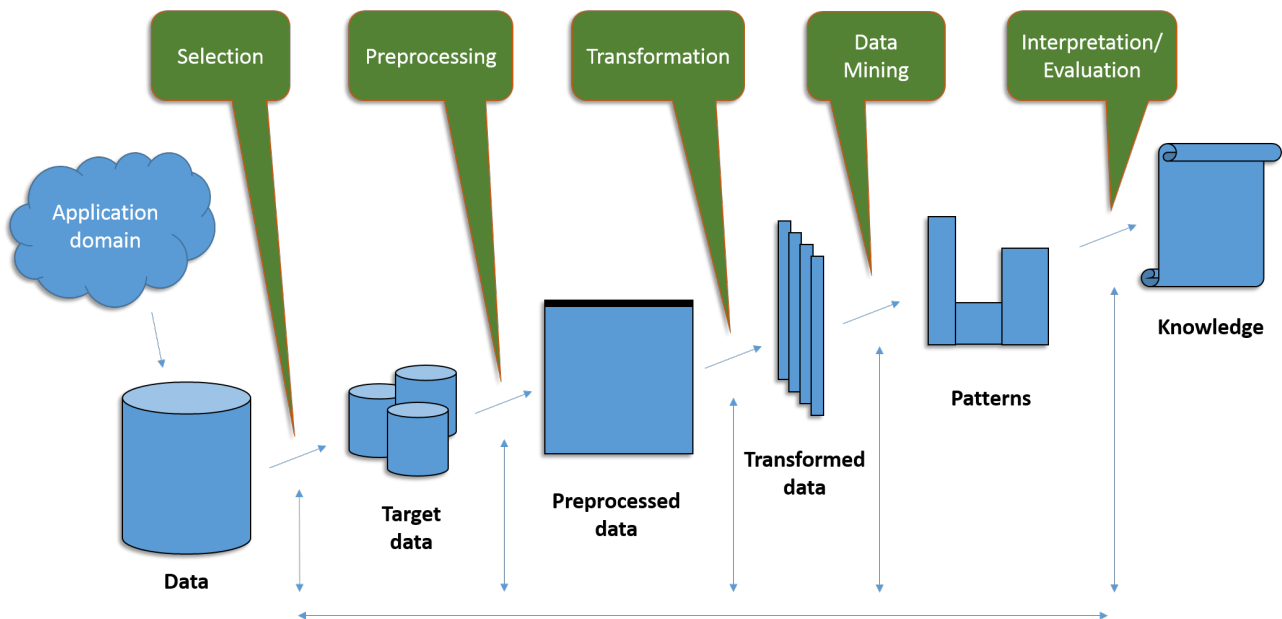 Selection
Preprocessing
Transformation
Data
Mining
Interpretation/
Evaluation
Application
domain
Data
Target
data
Preprocessed
data
Transformed
data
Patterns
Knowledge